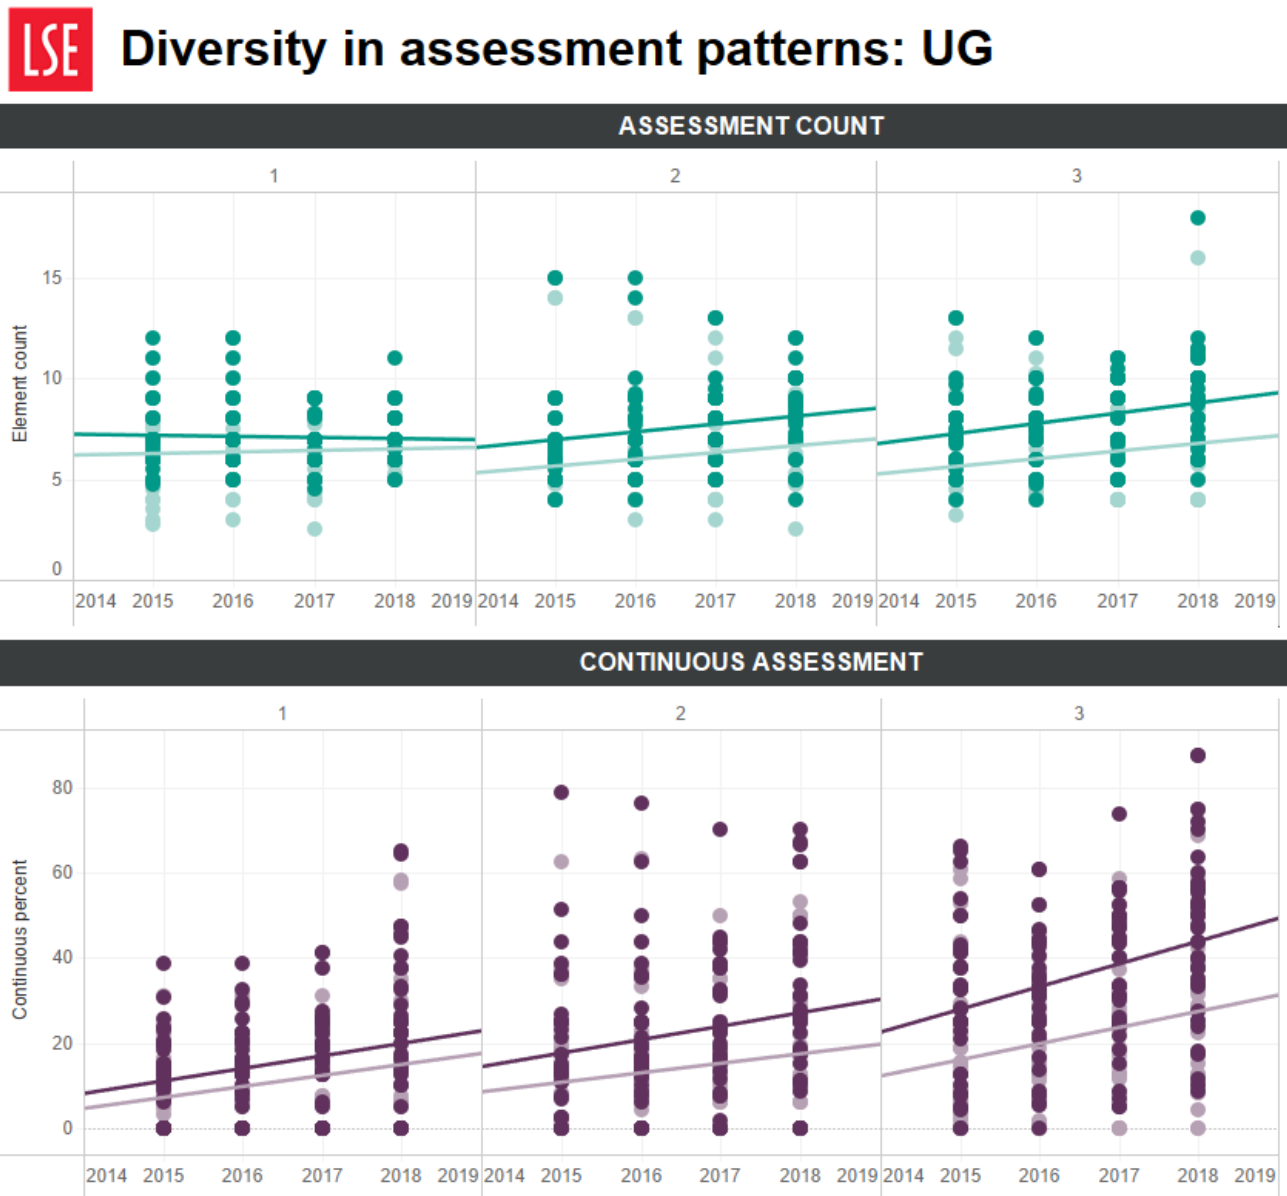 LSE Diversity in assessment patterns: UG
ASSESSMENT COUNT
1 2 3
Element count
15
10
5
0
2014 2015 2016 2017 2018 2019 2014 2015 2016 2017 2018 2019 2014 2015 2016 2017 2018 2019
CONTINUOUS ASSESSMENT
1 2 3
Continuous percent
80
60
40
20
0
2014 2015 2016 2017 2018 2019 2014 2015 2016 2017 2018 2019 2014 2015 2016 2017 2018 2019